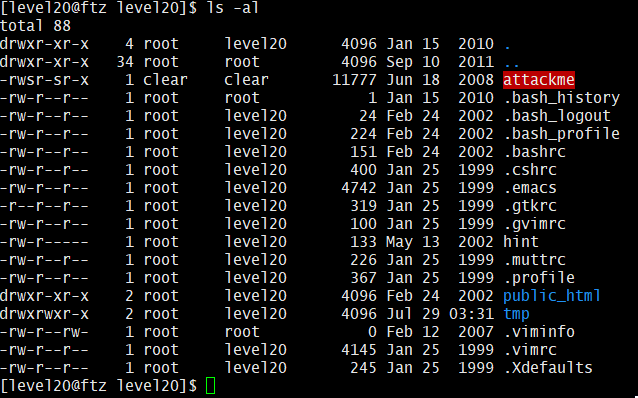 [level20@ftz level20]$ ls -al
total 88
drwxr-xr-x    4 root     level20      4096 Jan 15  2010 .
drwxr-xr-x   34 root     root         4096 Sep 10  2011 ..
-rwsr-sr-x    1 clear    clear       11777 Jun 18  2008 attackme
-rw-r--r--    1 root     root            1 Jan 15  2010 .bash_history
-rw-r--r--    1 root     level20        24 Feb 24  2002 .bash_logout
-rw-r--r--    1 root     level20       224 Feb 24  2002 .bash_profile
-rw-r--r--    1 root     level20       151 Feb 24  2002 .bashrc
-rw-r--r--    1 root     level20       400 Jan 25  1999 .cshrc
-rw-r--r--    1 root     level20      4742 Jan 25  1999 .emacs
-r--r--r--    1 root     level20       319 Jan 25  1999 .gtkrc
-rw-r--r--    1 root     level20       100 Jan 25  1999 .gvimrc
-rw-r-----    1 root     level20       133 May 13  2002 hint
-rw-r--r--    1 root     level20       226 Jan 25  1999 .muttrc
-rw-r--r--    1 root     level20       367 Jan 25  1999 .profile
drwxr-xr-x    2 root     level20      4096 Feb 24  2002 public_html
drwxrwxr-x    2 root     level20      4096 Jul 29 03:31 tmp
-rw-r--rw-    1 root     root            0 Feb 12  2007 .viminfo
-rw-r--r--    1 root     level20      4145 Jan 25  1999 .vimrc
-rw-r--r--    1 root     level20       245 Jan 25  1999 .Xdefaults
[level20@ftz level20]$